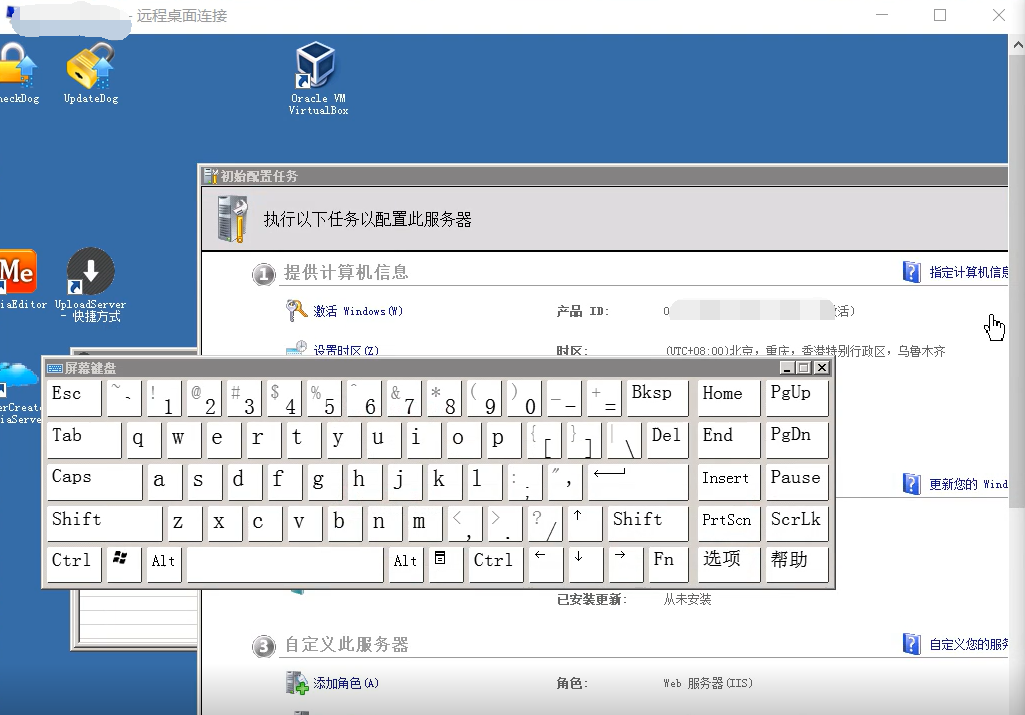 - 远程桌面连接
heckDog
UpdateDog
Oracle VM
VirtualBox
初始配置任务
执行以下任务以配置此服务器
1 提供计算机信息
指定计算机信息
Me
iaEditor
UploadServer
- 快捷方式
激活 Windows(W)
产品 ID:
活)
设置时区(Z)
时区:
(UTC+08:00)北京, 重庆, 香港特别行政区, 乌鲁木齐
erCreate
iaServe
屏幕键盘
Esc ~ ` ! 1 @ 2 # 3 $ 4 % 5 ^ 6 & 7 * 8 ( 9 ) 0 _ - + = Bksp Home PgUp
Tab q w e r t y u i o p { [ } ] | \ Del End PgDn
Caps a s d f g h j k l : ; " ' Insert Pause
Shift z x c v b n m < , > . ? / ↑ Shift PrtScn ScrLk
Ctrl Alt Alt Ctrl ← ↓ → Fn 选项 帮助
更新您的 Wind
已安装更新:
从未安装
3 自定义此服务器
自定义您的服务
添加角色(A)
角色:
Web 服务器(IIS)